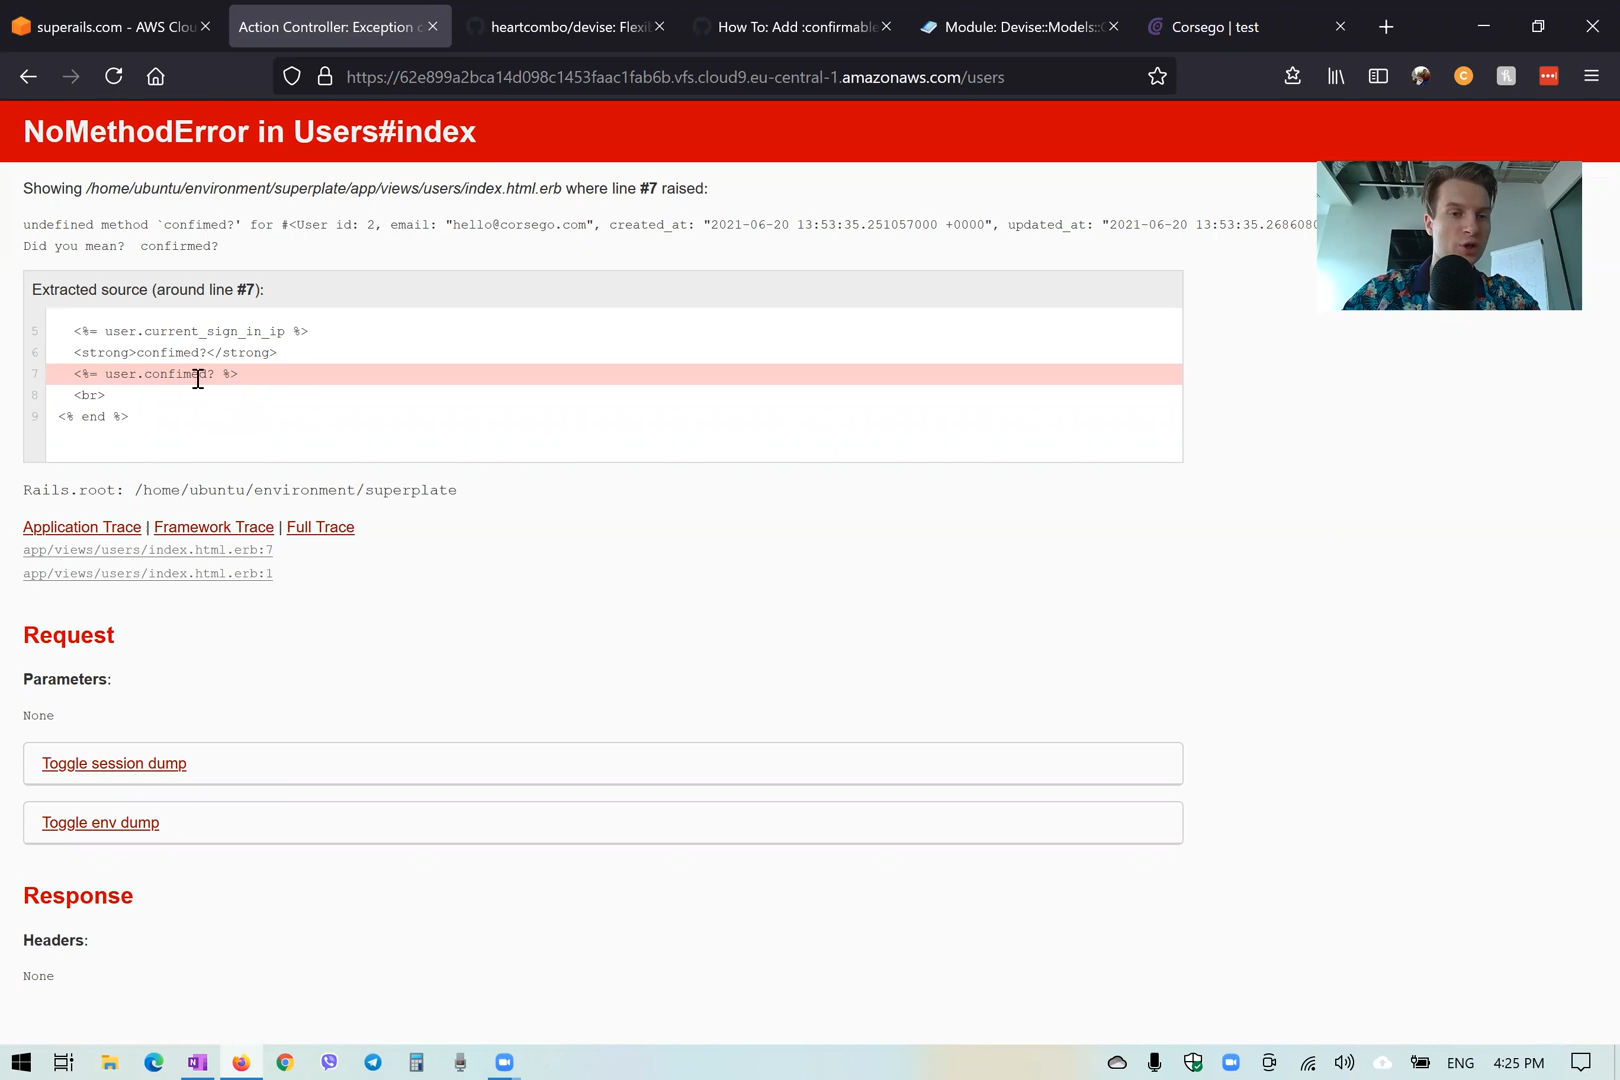 superails.com - AWS Clou
Action Controller: Exception c
heartcombo/devise: Flexi
How To: Add :confirmable
Module: Devise::Models::C
Corsego | test
https://62e899a2bca14d098c1453faac1fab6b.vfs.cloud9.eu-central-1.amazonaws.com/users
NoMethodError in Users#index
Showing /home/ubuntu/environment/superplate/app/views/users/index.html.erb where line #7 raised:
undefined method `confimed?' for #<User id: 2, email: "hello@corsego.com", created_at: "2021-06-20 13:53:35.251057000 +0000", updated_at: "2021-06-20 13:53:35.2686080
Did you mean?  confirmed?
Extracted source (around line #7):
5 <%= user.current_sign_in_ip %>
6 <strong>confimed?</strong>
7 <%= user.confimed? %>
8 <br>
9 <% end %>
Rails.root: /home/ubuntu/environment/superplate
Application Trace | Framework Trace | Full Trace
app/views/users/index.html.erb:7
app/views/users/index.html.erb:1
Request
Parameters:
None
Toggle session dump
Toggle env dump
Response
Headers:
None
ENG 4:25 PM